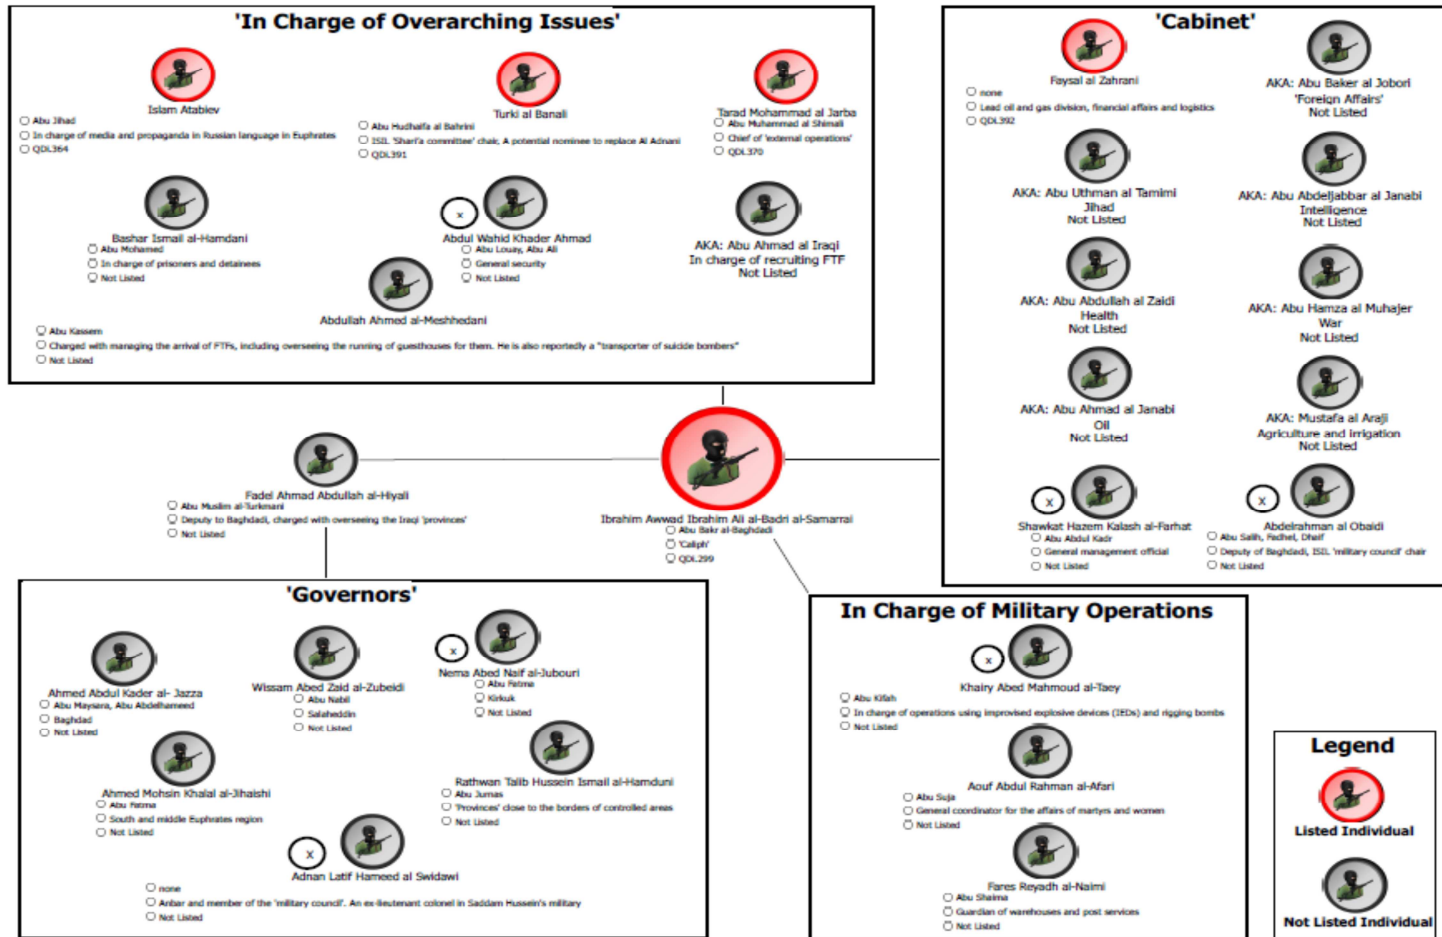 'In Charge of Overarching Issues'
Islam Atabiev
Abu Jihad
In charge of media and propaganda in Russian language in Euphrates
QDL364
Turki al Banali
Abu Hudhaifa al Bahrini
ISIL 'Shari'a committee' chair, A potential nominee to replace Al Adnani
QDL391
Tarad Mohammad al Jarba
Abu Muhammad al Shimali
Chief of 'external operations'
QDL370
Bashar Ismail al-Hamdani
Abu Mohamed
In charge of prisoners and detainees
Not Listed
x
Abdul Wahid Khader Ahmad
Abu Louay, Abu Ali
General security
Not Listed
AKA: Abu Ahmad al Iraqi
In charge of recruiting FTF
Not Listed
Abdullah Ahmed al-Meshhedani
Abu Kassem
Charged with managing the arrival of FTFs, including overseeing the running of guesthouses for them. He is also reportedly a "transporter of suicide bombers"
Not Listed
'Cabinet'
Faysal al Zahrani
none
Lead oil and gas division, financial affairs and logistics
QDL392
AKA: Abu Baker al Jobori
'Foreign Affairs'
Not Listed
AKA: Abu Uthman al Tamimi
Jihad
Not Listed
AKA: Abu Abdeljabbar al Janabi
Intelligence
Not Listed
AKA: Abu Abdullah al Zaidi
Health
Not Listed
AKA: Abu Hamza al Muhajer
War
Not Listed
AKA: Abu Ahmad al Janabi
Oil
Not Listed
AKA: Mustafa al Araji
Agriculture and irrigation
Not Listed
x
Shawkat Hazem Kalash al-Farhat
Abu Abdul Kadr
General management official
Not Listed
x
Abdelrahman al Obaidi
Abu Salih, Fadhel, Dhaif
Deputy of Baghdadi, ISIL 'military council' chair
Not Listed
Fadel Ahmad Abdullah al-Hiyali
Abu Muslim al-Turkmani
Deputy to Baghdadi, charged with overseeing the Iraqi 'provinces'
Not Listed
Ibrahim Awwad Ibrahim Ali al-Badri al-Samarrai
Abu Bakr al-Baghdadi
'Caliph'
QDL299
'Governors'
Ahmed Abdul Kader al- Jazza
Abu Maysara, Abu Abdelhameed
Baghdad
Not Listed
Wissam Abed Zaid al-Zubeidi
Abu Nabil
Salaheddin
Not Listed
x
Nema Abed Naif al-Jubouri
Abu Fatma
Kirkuk
Not Listed
Ahmed Mohsin Khalal al-Jihaishi
Abu Fatma
South and middle Euphrates region
Not Listed
Rathwan Talib Hussein Ismail al-Hamduni
Abu Jurnas
'Provinces' close to the borders of controlled areas
Not Listed
x
Adnan Latif Hameed al Swidawi
none
Anbar and member of the 'military council'. An ex-lieutenant colonel in Saddam Hussein's military
Not Listed
In Charge of Military Operations
x
Khairy Abed Mahmoud al-Taey
Abu Kifah
In charge of operations using improvised explosive devices (IEDs) and rigging bombs
Not Listed
Aouf Abdul Rahman al-Afari
Abu Suja
General coordinator for the affairs of martyrs and women
Not Listed
Fares Reyadh al-Naimi
Abu Shaima
Guardian of warehouses and post services
Not Listed
Legend
Listed Individual
Not Listed Individual